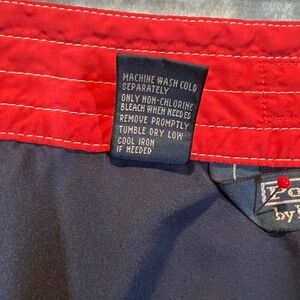 MACHINE WASH COLD
SEPARATELY
ONLY NON-CHLORINE
BLEACH WHEN NEEDED
REMOVE PROMPTLY
TUMBLE DRY LOW
COOL IRON
IF NEEDED
by